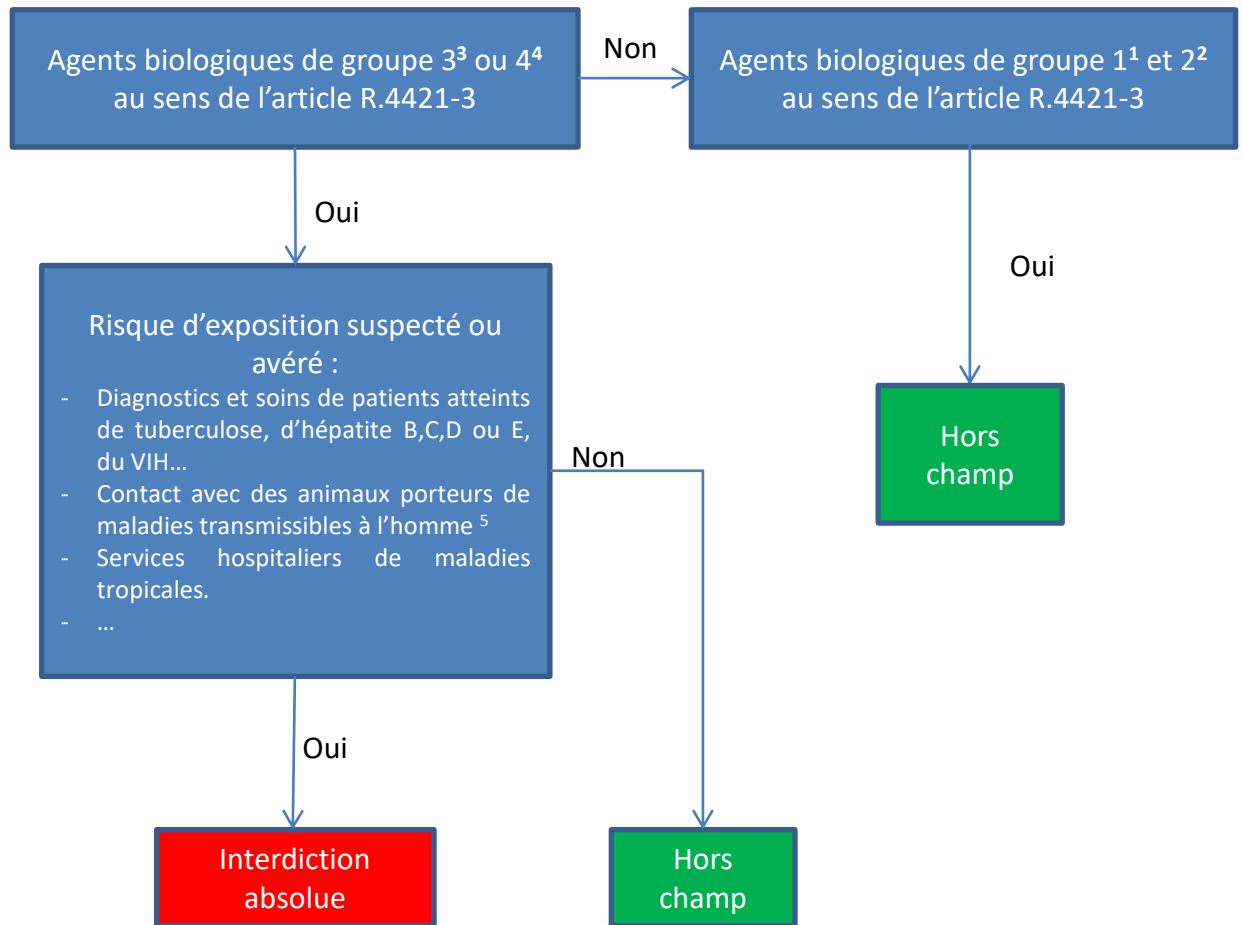 Agents biologiques de groupe 3³ ou 4⁴
au sens de l’article R.4421-3
Non
Agents biologiques de groupe 1¹ et 2²
au sens de l’article R.4421-3
Oui
Oui
Risque d’exposition suspecté ou
avéré :
- Diagnostics et soins de patients atteints
de tuberculose, d’hépatite B,C,D ou E,
du VIH…
- Contact avec des animaux porteurs de
maladies transmissibles à l’homme ⁵
- Services hospitaliers de maladies
tropicales.
- …
Non
Hors
champ
Oui
Interdiction
absolue
Hors
champ